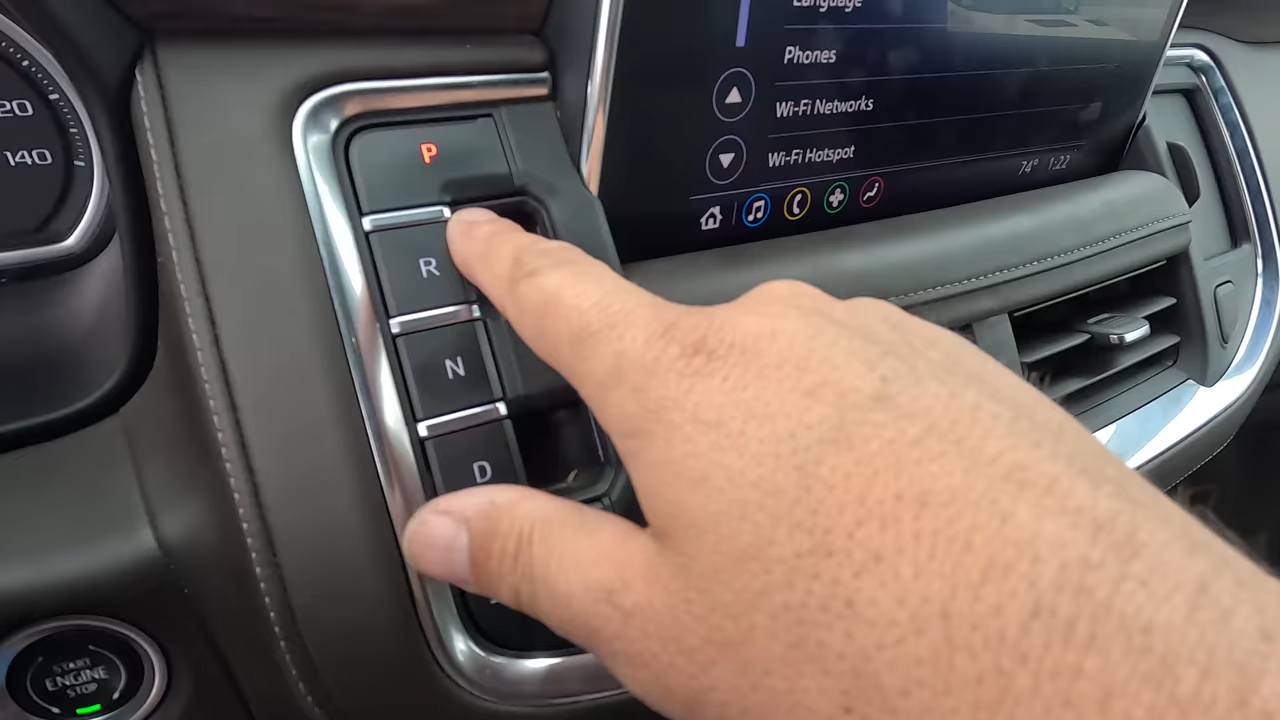 20
140
P
R
N
D
START
ENGINE
STOP
Language
Phones
Wi-Fi Networks
Wi-Fi Hotspot
74° 1:22